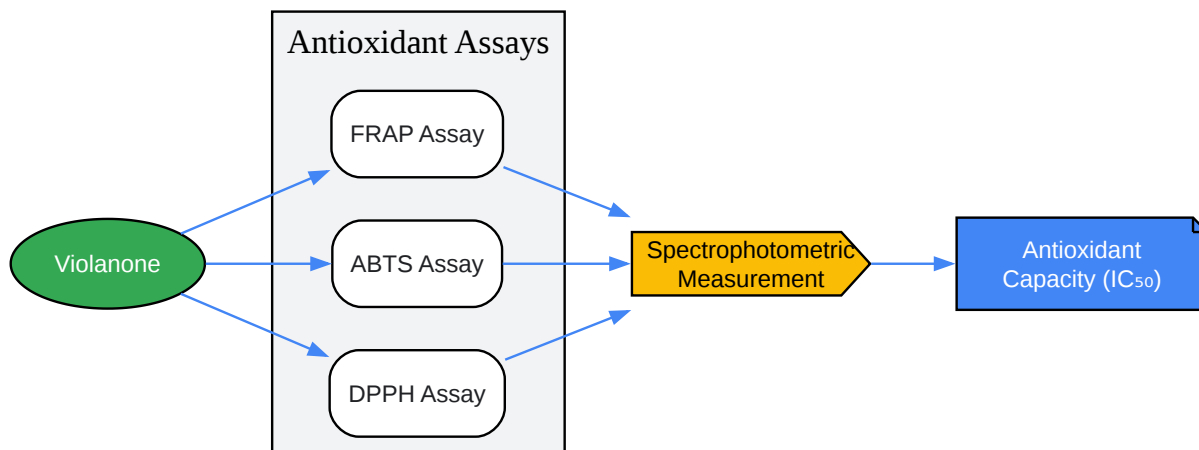 Antioxidant Assays
FRAP Assay
Violanone
ABTS Assay
DPPH Assay
Spectrophotometric
Measurement
Antioxidant
Capacity (IC₅₀)